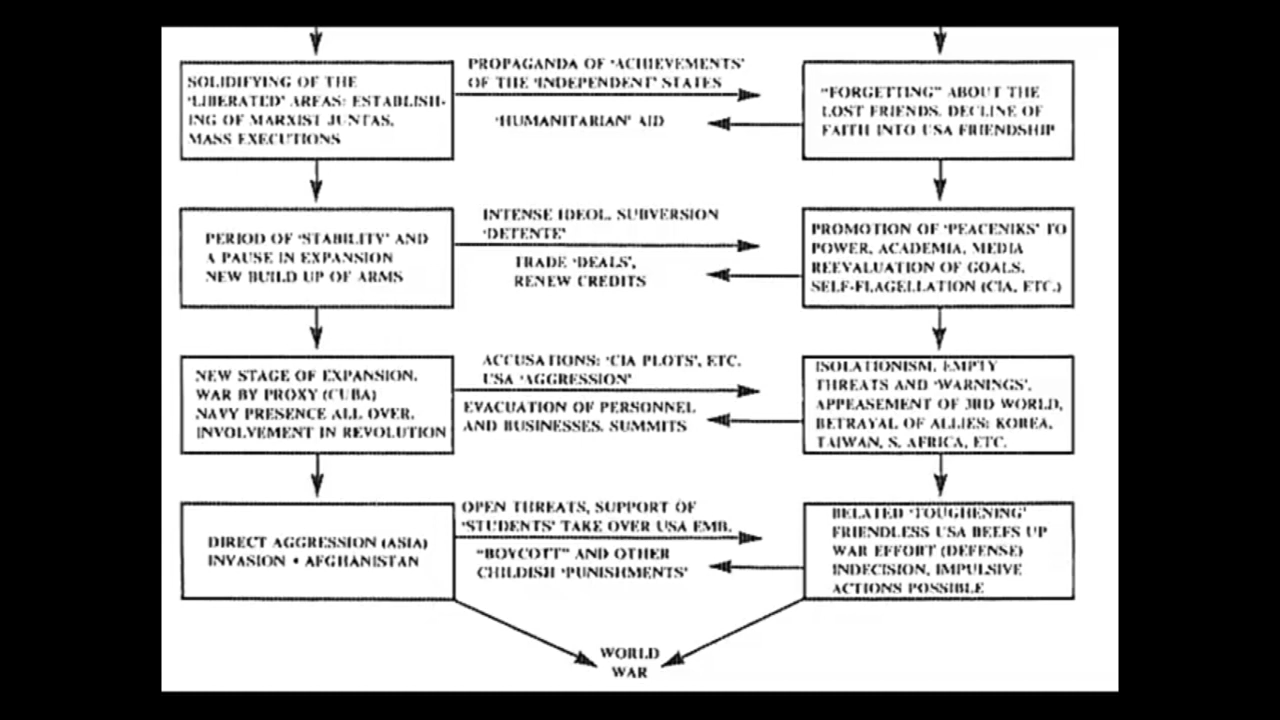 SOLIDIFYING OF THE
'LIBERATED' AREAS: ESTABLISH-
ING OF MARXIST JUNTAS,
MASS EXECUTIONS
PROPAGANDA OF 'ACHIEVEMENTS'
OF THE 'INDEPENDENT' STATES
'HUMANITARIAN' AID
"FORGETTING" ABOUT THE
LOST FRIENDS, DECLINE OF
FAITH INTO USA FRIENDSHIP
PERIOD OF 'STABILITY' AND
A PAUSE IN EXPANSION
NEW BUILD UP OF ARMS
INTENSE IDEOL. SUBVERSION
'DETENTE'
TRADE 'DEALS',
RENEW CREDITS
PROMOTION OF 'PEACENIKS' TO
POWER, ACADEMIA, MEDIA
REEVALUATION OF GOALS,
SELF-FLAGELLATION (CIA, ETC.)
NEW STAGE OF EXPANSION,
WAR BY PROXY (CUBA)
NAVY PRESENCE ALL OVER,
INVOLVEMENT IN REVOLUTION
ACCUSATIONS: 'CIA PLOTS', ETC.
USA 'AGGRESSION'
EVACUATION OF PERSONNEL
AND BUSINESSES, SUMMITS
ISOLATIONISM, EMPTY
THREATS AND 'WARNINGS',
APPEASEMENT OF 3RD WORLD,
BETRAYAL OF ALLIES: KOREA,
TAIWAN, S. AFRICA, ETC.
DIRECT AGGRESSION (ASIA)
INVASION • AFGHANISTAN
OPEN THREATS, SUPPORT OF
'STUDENTS' TAKE OVER USA EMB.
"BOYCOTT" AND OTHER
CHILDISH 'PUNISHMENTS'
BELATED 'TOUGHENING'
FRIENDLESS USA BEEFS UP
WAR EFFORT (DEFENSE)
INDECISION, IMPULSIVE
ACTIONS POSSIBLE
WORLD
WAR